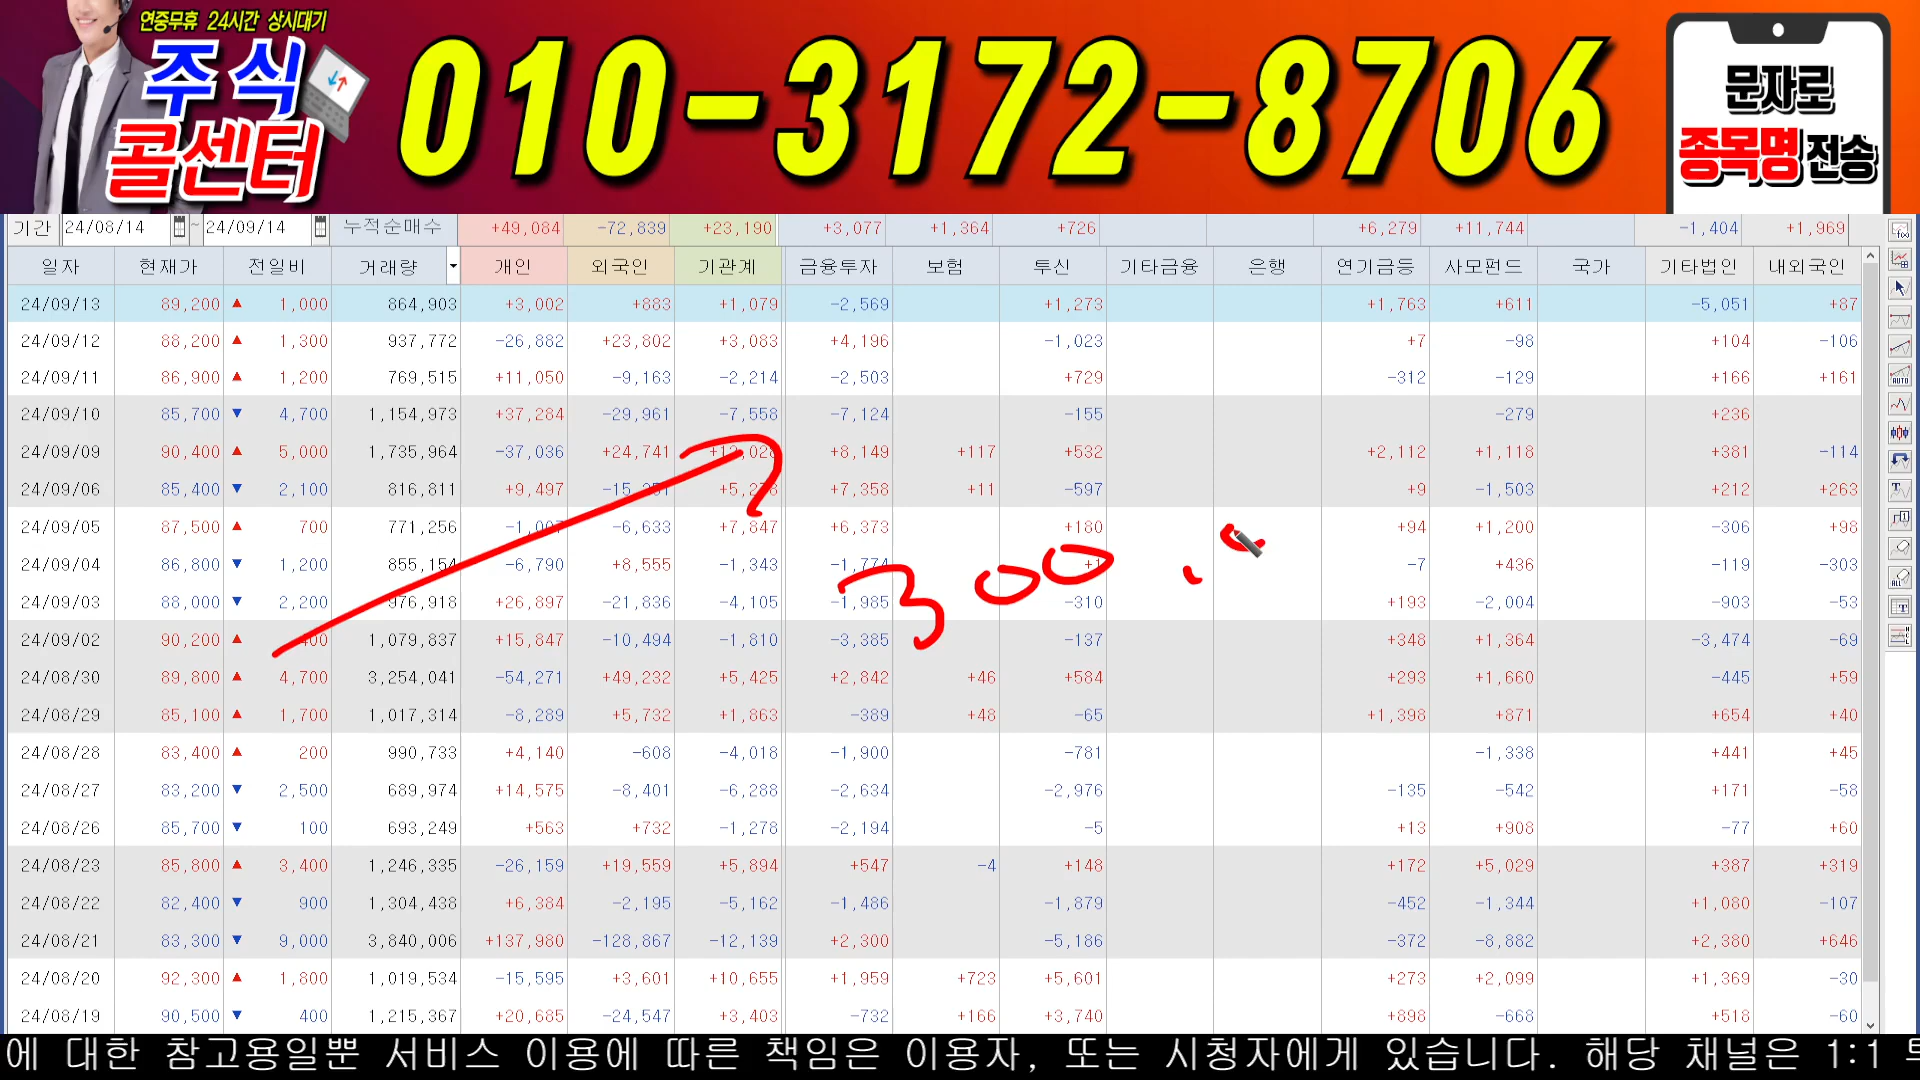 연중무휴 24시간 상시대기
주식
콜센터
010-3172-8706
문자로
종목명 전송
기간 24/08/14 ~ 24/09/14 누적순매수 +49,084 -72,839 +23,190 +3,077 +1,364 +726 +6,279 +11,744 -1,404 +1,969
일자 현재가 전일비 거래량 개인 외국인 기관계 금융투자 보험 투신 기타금융 은행 연기금등 사모펀드 국가 기타법인 내외국인
24/09/13 89,200 ▲ 1,000 864,903 +3,002 +883 +1,079 -2,569 +1,273 +1,763 +611 -5,051 +87
24/09/12 88,200 ▲ 1,300 937,772 -26,882 +23,802 +3,083 +4,196 -1,023 +7 -98 +104 -106
24/09/11 86,900 ▲ 1,200 769,515 +11,050 -9,163 -2,214 -2,503 +729 -312 -129 +166 +161
24/09/10 85,700 ▼ 4,700 1,154,973 +37,284 -29,961 -7,558 -7,124 -155 -279 +236
24/09/09 90,400 ▲ 5,000 1,735,964 -37,036 +24,741 +8,149 +117 +532 +2,112 +1,118 +381 -114
24/09/06 85,400 ▼ 2,100 816,811 +9,497 +7,358 +11 -597 +9 -1,503 +212 +263
24/09/05 87,500 ▲ 700 771,256 -6,633 +7,847 +6,373 +180 +94 +1,200 -306 +98
24/09/04 86,800 ▼ 1,200 855,154 -6,790 +8,555 -1,343 -1,774 -7 +436 -119 -303
24/09/03 88,000 ▼ 2,200 976,918 +26,897 -21,836 -4,105 -1,985 -310 +193 -2,004 -903 -53
300
24/09/02 90,200 ▲ 400 1,079,837 +15,847 -10,494 -1,810 -3,385 -137 +348 +1,364 -3,474 -69
24/08/30 89,800 ▲ 4,700 3,254,041 -54,271 +49,232 +5,425 +2,842 +46 +584 +293 +1,660 -445 +59
24/08/29 85,100 ▲ 1,700 1,017,314 -8,289 +5,732 +1,863 -389 +48 -65 +1,398 +871 +654 +40
24/08/28 83,400 ▲ 200 990,733 +4,140 -608 -4,018 -1,900 -781 -1,338 +441 +45
24/08/27 83,200 ▼ 2,500 689,974 +14,575 -8,401 -6,288 -2,634 -2,976 -135 -542 +171 -58
24/08/26 85,700 ▼ 100 693,249 +563 +732 -1,278 -2,194 -5 +13 +908 -77 +60
24/08/23 85,800 ▲ 3,400 1,246,335 -26,159 +19,559 +5,894 +547 -4 +148 +172 +5,029 +387 +319
24/08/22 82,400 ▼ 900 1,304,438 +6,384 -2,195 -5,162 -1,486 -1,879 -452 -1,344 +1,080 -107
24/08/21 83,300 ▼ 9,000 3,840,006 +137,980 -128,867 -12,139 +2,300 -5,186 -372 -8,882 +2,380 +646
24/08/20 92,300 ▲ 1,800 1,019,534 -15,595 +3,601 +10,655 +1,959 +723 +5,601 +273 +2,099 +1,369 -30
24/08/19 90,500 ▼ 400 1,215,367 +20,685 -24,547 +3,403 -732 +166 +3,740 +898 -668 +518 -60
에 대한 참고용일뿐 서비스 이용에 따른 책임은 이용자, 또는 시청자에게 있습니다. 해당 채널은 1:1